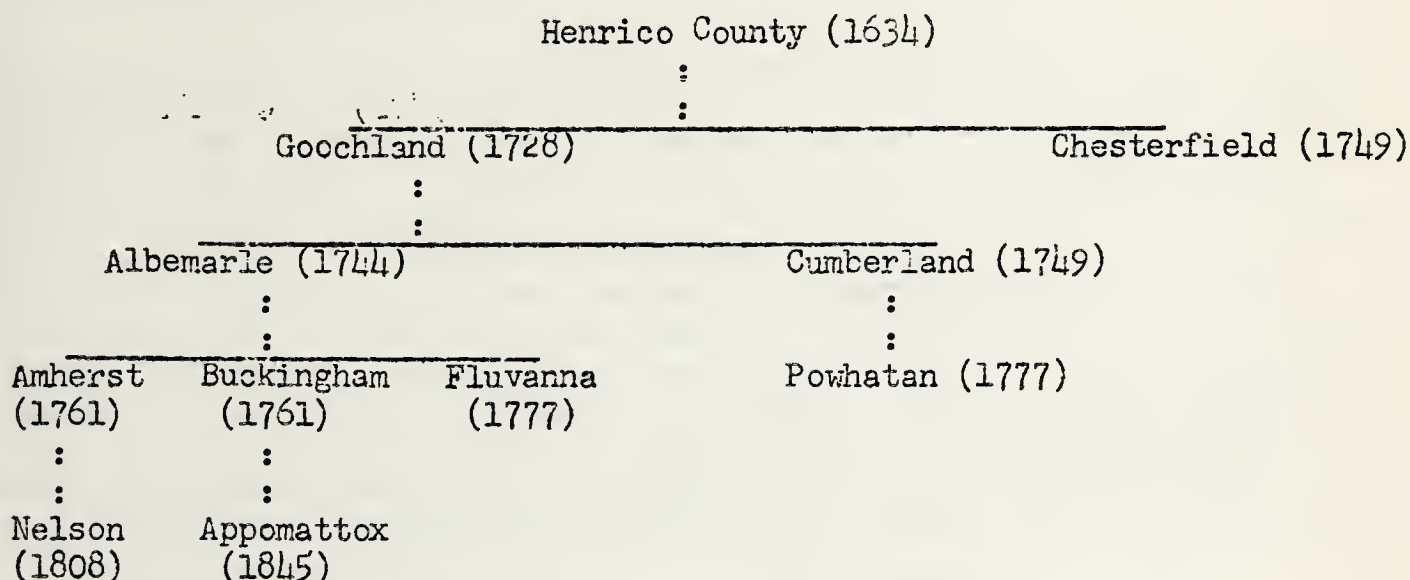 Henrico County (1634)
Goochland (1728) Chesterfield (1749)
Albemarle (1744) Cumberland (1749)
Amherst Buckingham Fluvanna Powhatan (1777)
(1761) (1761) (1777)
Nelson Appomattox
(1808) (1845)